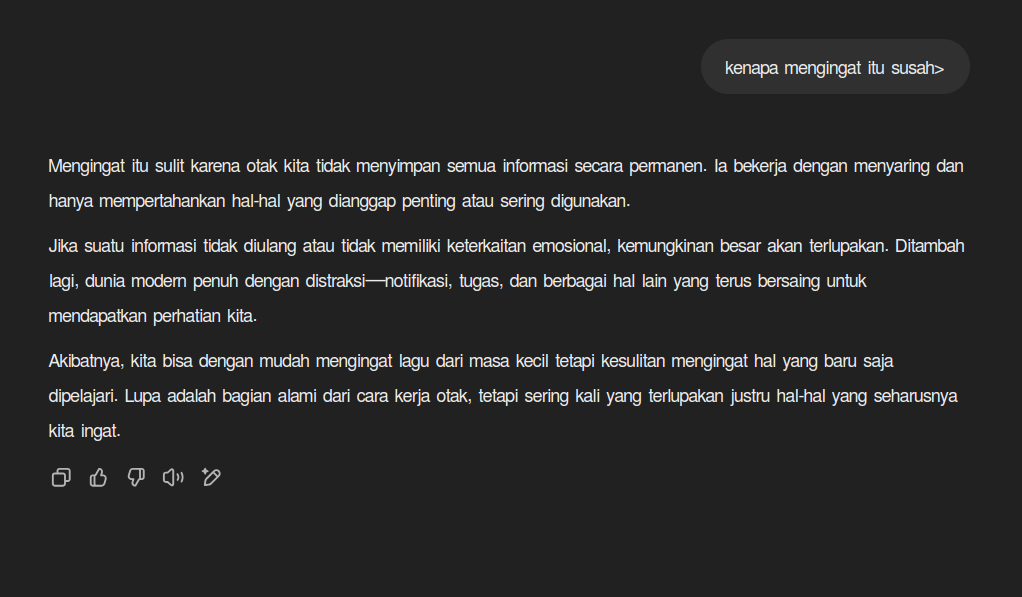 kenapa mengingat itu susah>
Mengingat itu sulit karena otak kita tidak menyimpan semua informasi secara permanen. Ia bekerja dengan menyaring dan
hanya mempertahankan hal-hal yang dianggap penting atau sering digunakan.
Jika suatu informasi tidak diulang atau tidak memiliki keterkaitan emosional, kemungkinan besar akan terlupakan. Ditambah
lagi, dunia modern penuh dengan distraksi—notifikasi, tugas, dan berbagai hal lain yang terus bersaing untuk
mendapatkan perhatian kita.
Akibatnya, kita bisa dengan mudah mengingat lagu dari masa kecil tetapi kesulitan mengingat hal yang baru saja
dipelajari. Lupa adalah bagian alami dari cara kerja otak, tetapi sering kali yang terlupakan justru hal-hal yang seharusnya
kita ingat.